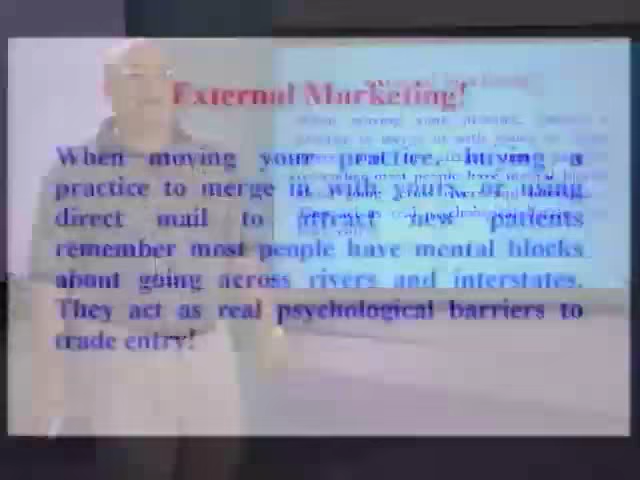 External Marketing!
When moving your practice, buying a
practice to merge in with yours, or using
direct mail to attract new patients
remember most people have mental blocks
about going across rivers and interstates.
They act as real psychological barriers to
trade entry!